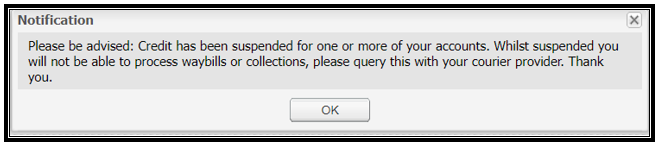 Notification
Please be advised: Credit has been suspended for one or more of your accounts. Whilst suspended you
will not be able to process waybills or collections, please query this with your courier provider. Thank
you.
OK